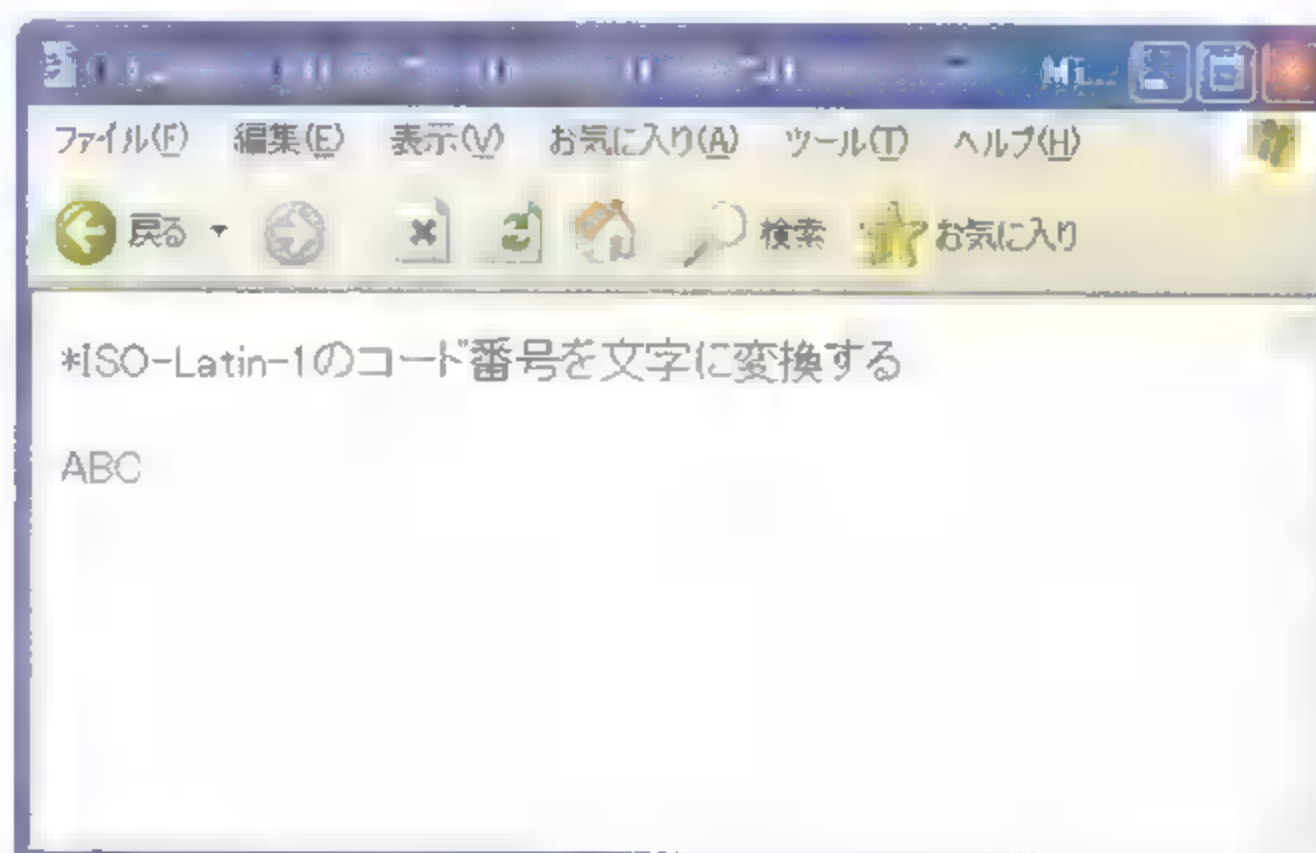 Mi...
ファイル(F) 編集(E) 表示(V) お気に入り(A) ツール(T) ヘルプ(H)
戻る 検索 お気に入り
*ISO-Latin-1のコード番号を文字に変換する
ABC